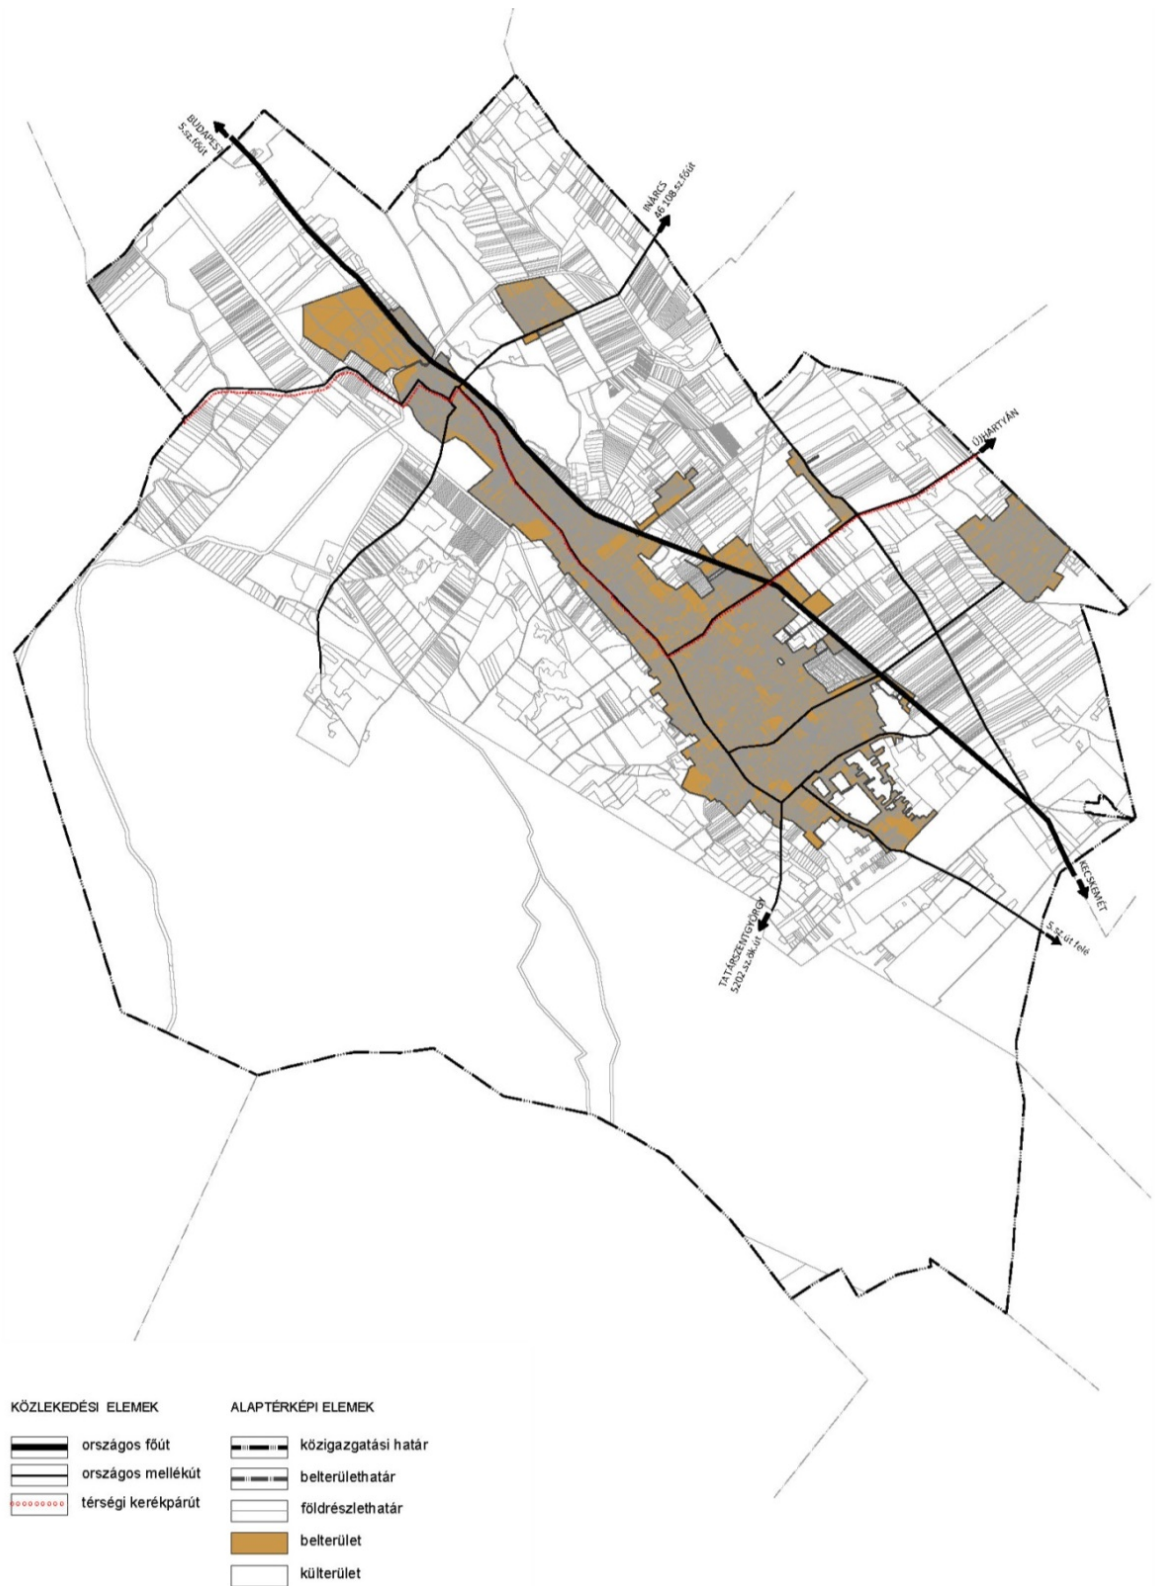 BUDAPEST
5.sz.főút
INÁRCS
46 108.sz.főút
ÚJHARTYÁN
KECSKEMÉT
5.sz.út felé
TATÁRSZENTGYÖRGY
5202.sz.ök.út
KÖZLEKEDÉSI ELEMEK
országos főút
országos mellékút
térségi kerékpárút
ALAPTÉRKÉPI ELEMEK
közigazgatási határ
belterülethatár
földrészlethatár
belterület
külterület